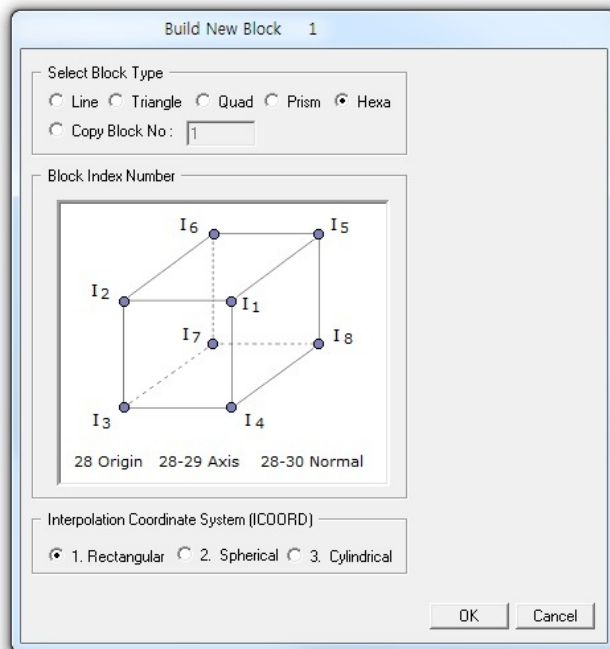 Build New Block 1
Select Block Type
Line Triangle Quad Prism Hexa
Copy Block No : 1
Block Index Number
I6 I5
I2 I1
I7 I8
I3 I4
28 Origin 28-29 Axis 28-30 Normal
Interpolation Coordinate System (ICOORD)
1. Rectangular 2. Spherical 3. Cylindrical
OK Cancel